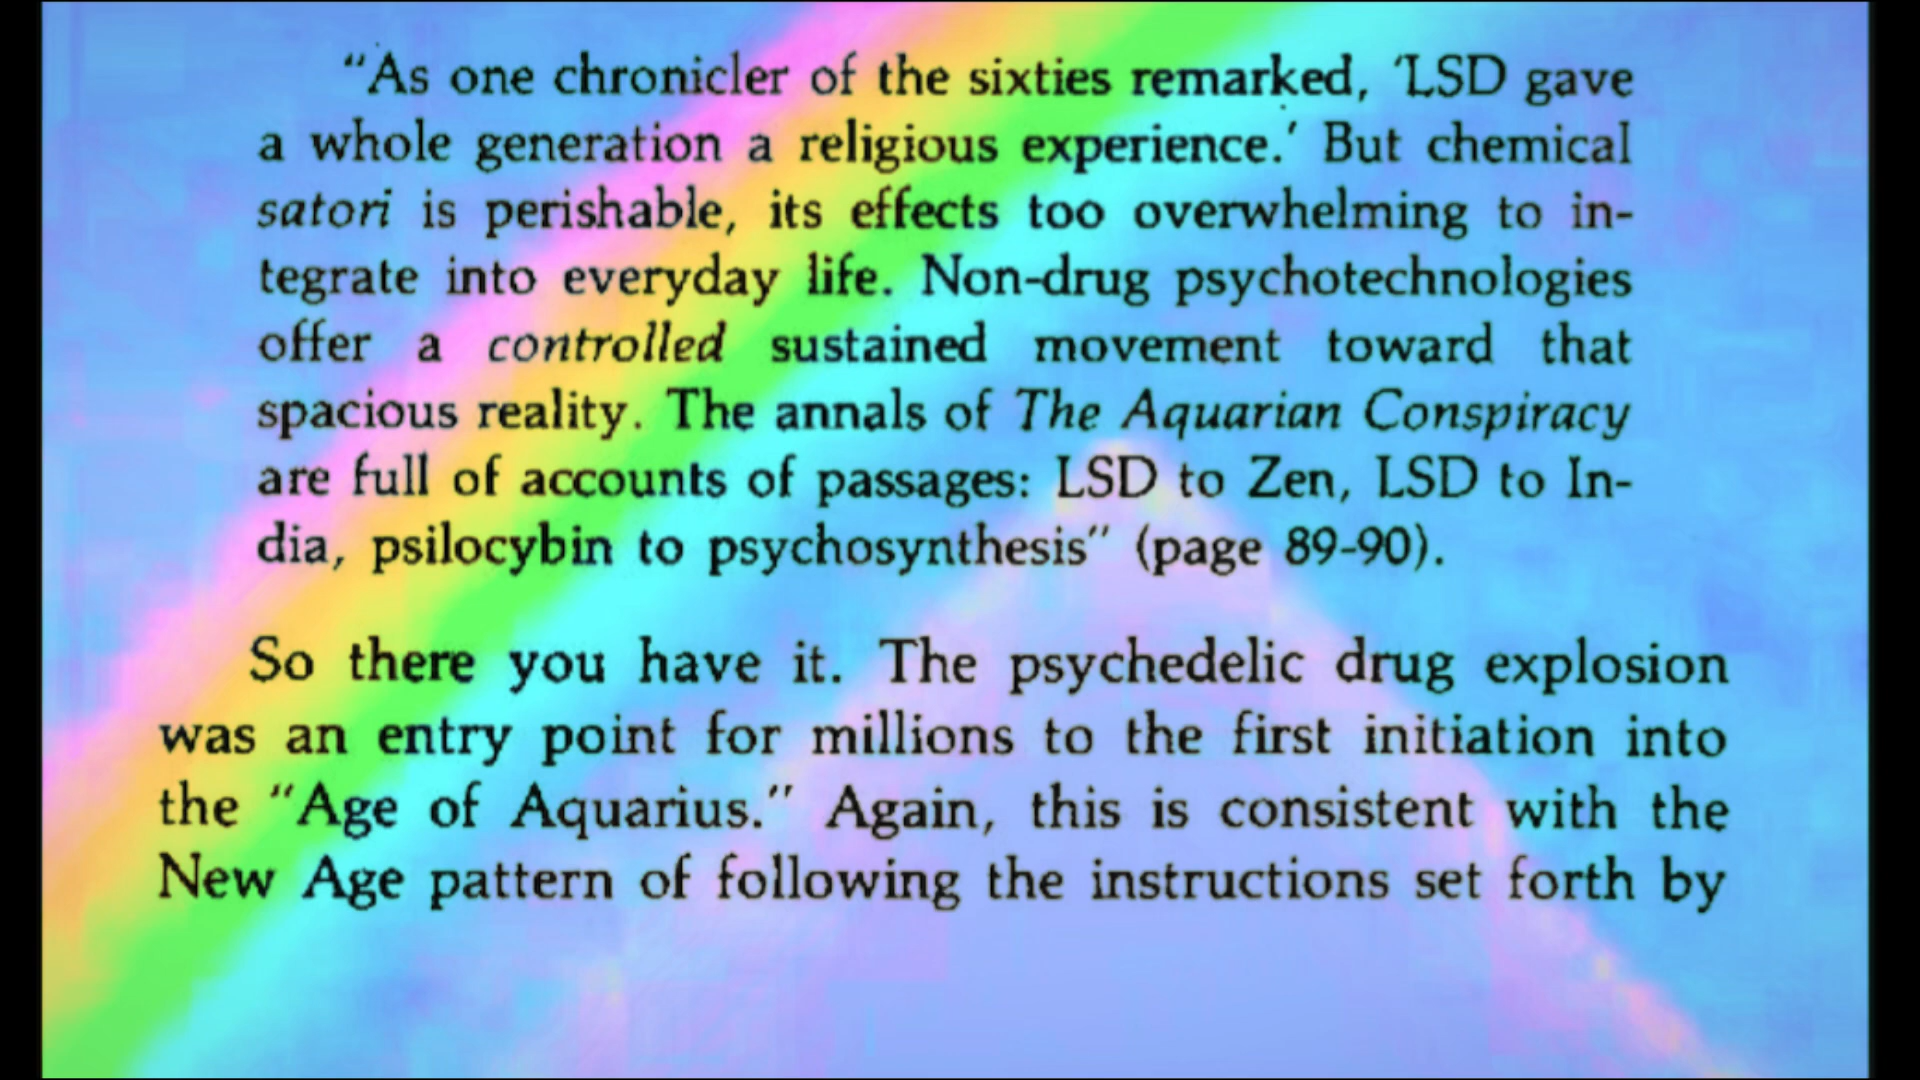 “As one chronicler of the sixties remarked, ‘LSD gave
a whole generation a religious experience.’ But chemical
satori is perishable, its effects too overwhelming to in-
tegrate into everyday life. Non-drug psychotechnologies
offer a controlled sustained movement toward that
spacious reality. The annals of The Aquarian Conspiracy
are full of accounts of passages: LSD to Zen, LSD to In-
dia, psilocybin to psychosynthesis” (page 89-90).
So there you have it. The psychedelic drug explosion
was an entry point for millions to the first initiation into
the “Age of Aquarius.” Again, this is consistent with the
New Age pattern of following the instructions set forth by